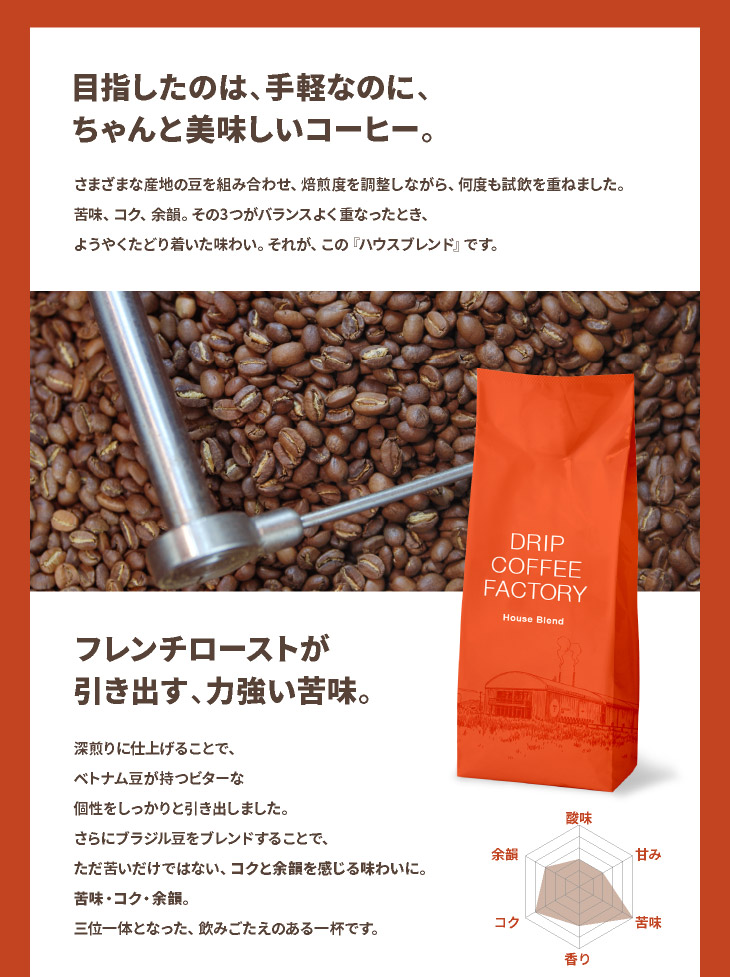 目指したのは、手軽なのに、
ちゃんと美味しいコーヒー。
さまざまな産地の豆を組み合わせ、焙煎度を調整しながら、何度も試飲を重ねました。
苦味、コク、余韻。その3つがバランスよく重なったとき、
ようやくたどり着いた味わい。それが、この『ハウスブレンド』です。
DRIP
COFFEE
FACTORY
House Blend
フレンチローストが
引き出す、力強い苦味。
深煎りに仕上げることで、
ベトナム豆が持つビターな
個性をしっかりと引き出しました。
さらにブラジル豆をブレンドすることで、
ただ苦いだけではない、コクと余韻を感じる味わいに。
苦味・コク・余韻。
三位一体となった、飲みごたえのある一杯です。
酸味
甘み
苦味
香り
コク
余韻